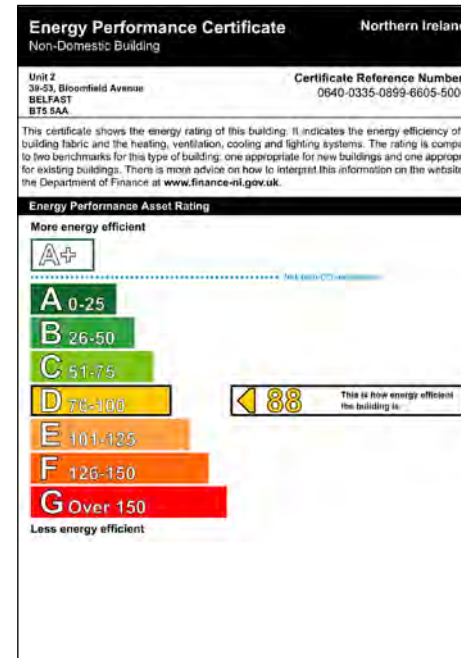 Energy Performance Certificate
Northern Ireland
Non-Domestic Building
Unit 2
39-53, Bloomfield Avenue
BELFAST
BT5 5AA
Certificate Reference Number
0640-0335-0899-6605-500
This certificate shows the energy rating of this building. It indicates the energy efficiency of
building fabric and the heating, ventilation, cooling and lighting systems. The rating is compa
to two benchmarks for this type of building: one appropriate for new buildings and one appropr
for existing buildings. There is more advice on how to interpret this information on the website
the Department of Finance at www.finance-ni.gov.uk.
Energy Performance Asset Rating
More energy efficient
A+
A 0-25
B 26-50
C 51-75
D 76-100
88
This is how energy efficient
the building is.
E 101-125
F 126-150
G Over 150
Less energy efficient